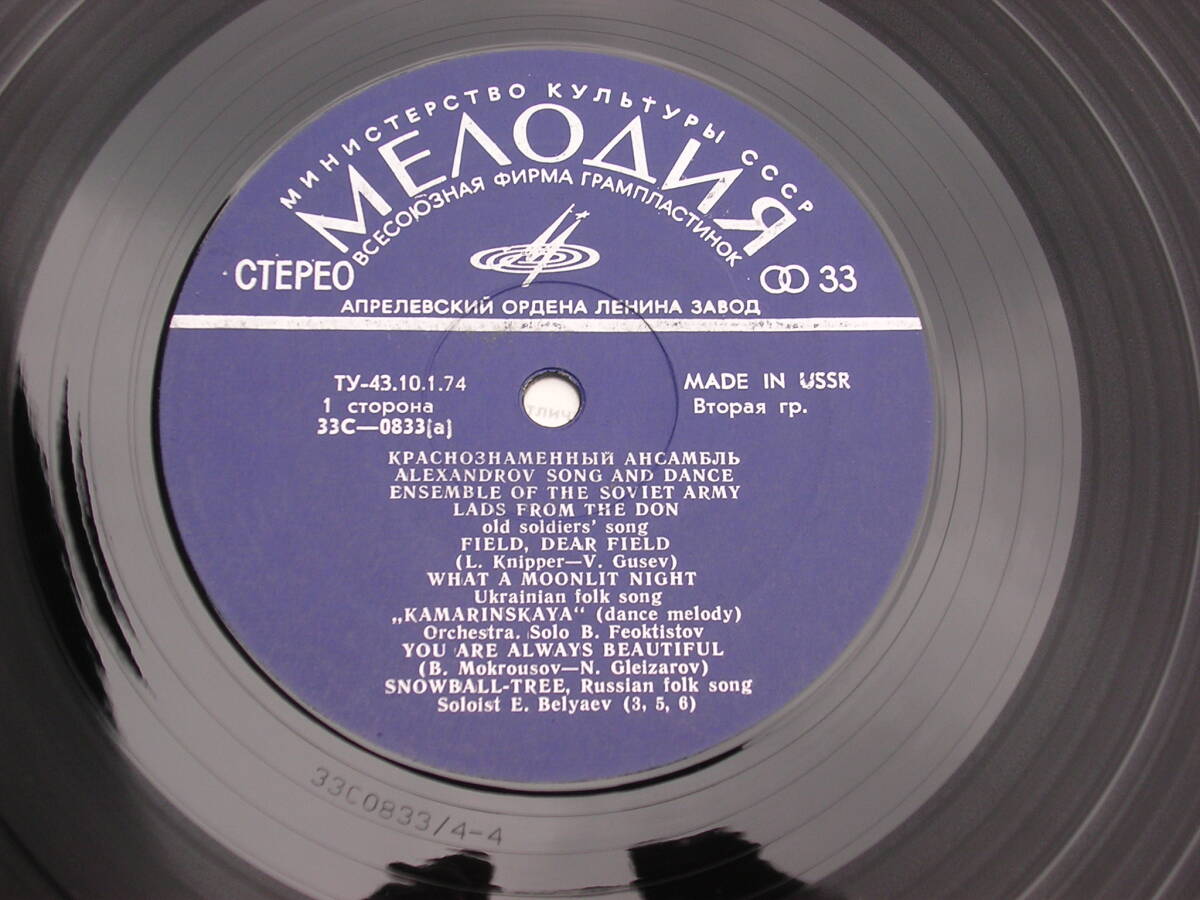 МИНИСТЕРСТВО КУЛЬТУРЫ СССР
МЕЛОДИЯ
ВСЕСОЮЗНАЯ ФИРМА ГРАМПЛАСТИНОК
СТЕРЕО
33
АПРЕЛЕВСКИЙ ОРДЕНА ЛЕНИНА ЗАВОД
ТУ-43.10.1.74
MADE IN USSR
1 сторона
Вторая гр.
33С—0833(а)
КРАСНОЗНАМЕННЫЙ АНСАМБЛЬ
ALEXANDROV SONG AND DANCE
ENSEMBLE OF THE SOVIET ARMY
LADS FROM THE DON
old soldiers' song
FIELD, DEAR FIELD
(L. Knipper—V. Gusev)
WHAT A MOONLIT NIGHT
Ukrainian folk song
„KAMARINSKAYA“ (dance melody)
Orchestra. Solo B. Feoktistov
YOU ARE ALWAYS BEAUTIFUL
(B. Mokrousov—N. Gleizarov)
SNOWBALL-TREE, Russian folk song
Soloist E. Belyaev (3, 5, 6)
33С0833/4-4